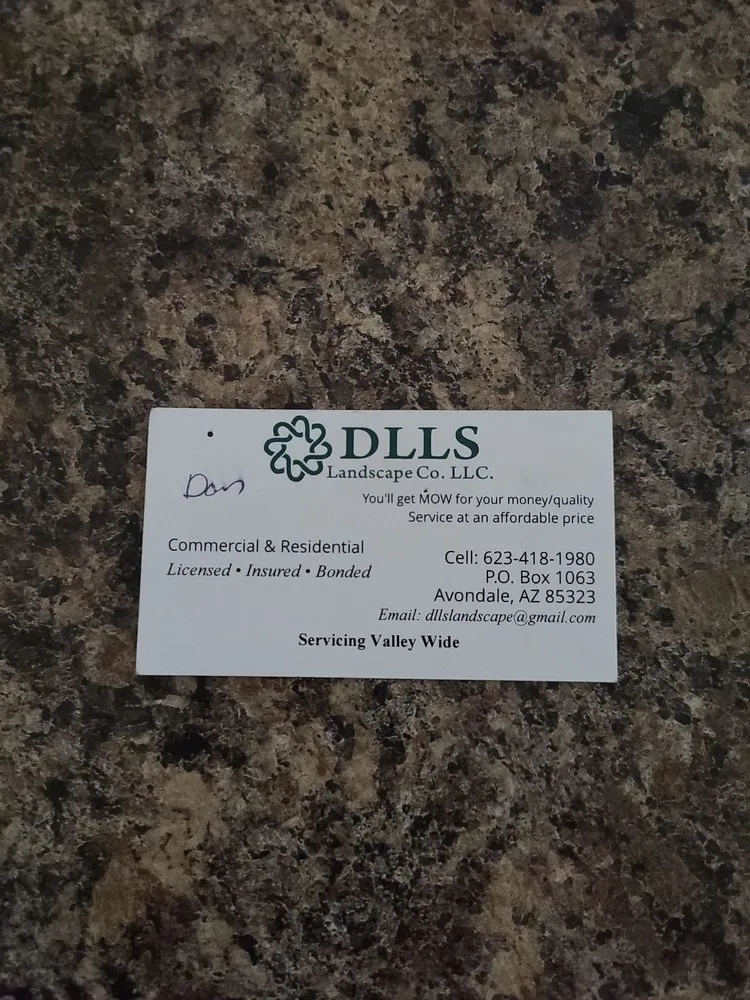 DLLS
Landscape Co. LLC.
You'll get MOW for your money/quality
Service at an affordable price
Commercial & Residential
Licensed • Insured • Bonded
Cell: 623-418-1980
P.O. Box 1063
Avondale, AZ 85323
Email: dllslandscape@gmail.com
Servicing Valley Wide